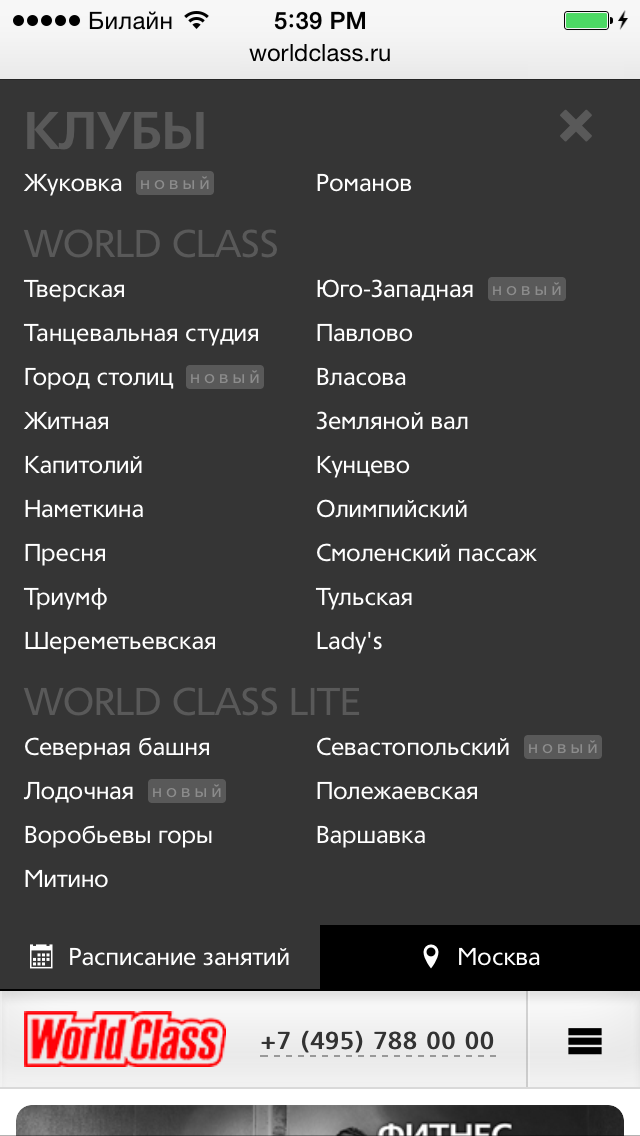 Билайн 5:39 PM
worldclass.ru
КЛУБЫ
Жуковка новый Романов
WORLD CLASS
Тверская Юго-Западная новый
Танцевальная студия Павлово
Город столиц новый Власова
Житная Земляной вал
Капитолий Кунцево
Наметкина Олимпийский
Пресня Смоленский пассаж
Триумф Тульская
Шереметьевская Lady's
WORLD CLASS LITE
Северная башня Севастопольский новый
Лодочная новый Полежаевская
Воробьевы горы Варшавка
Митино
Расписание занятий Москва
World Class +7 (495) 788 00 00
ФИТНЕС